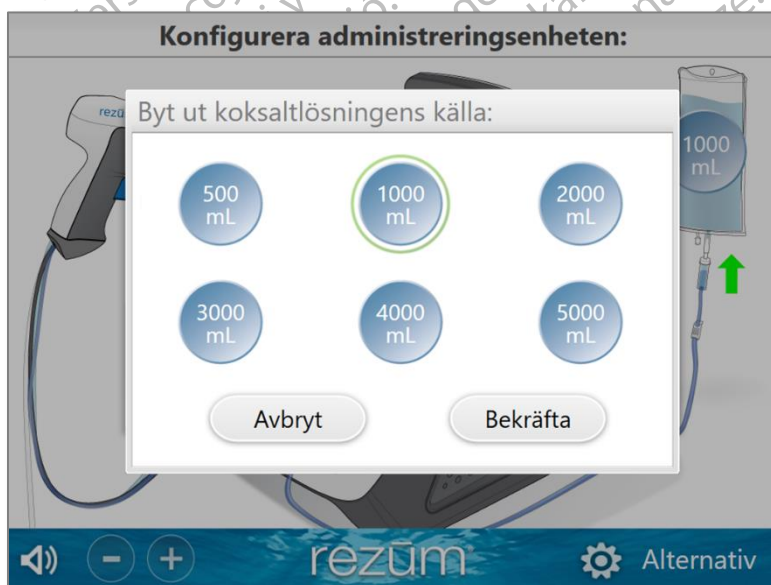 Konfigurera administreringsenheten:
rezū
Byt ut koksaltlösningens källa:
500
mL
1000
mL
2000
mL
1000
mL
3000
mL
4000
mL
5000
mL
Avbryt
Bekräfta
rezūm
Alternativ